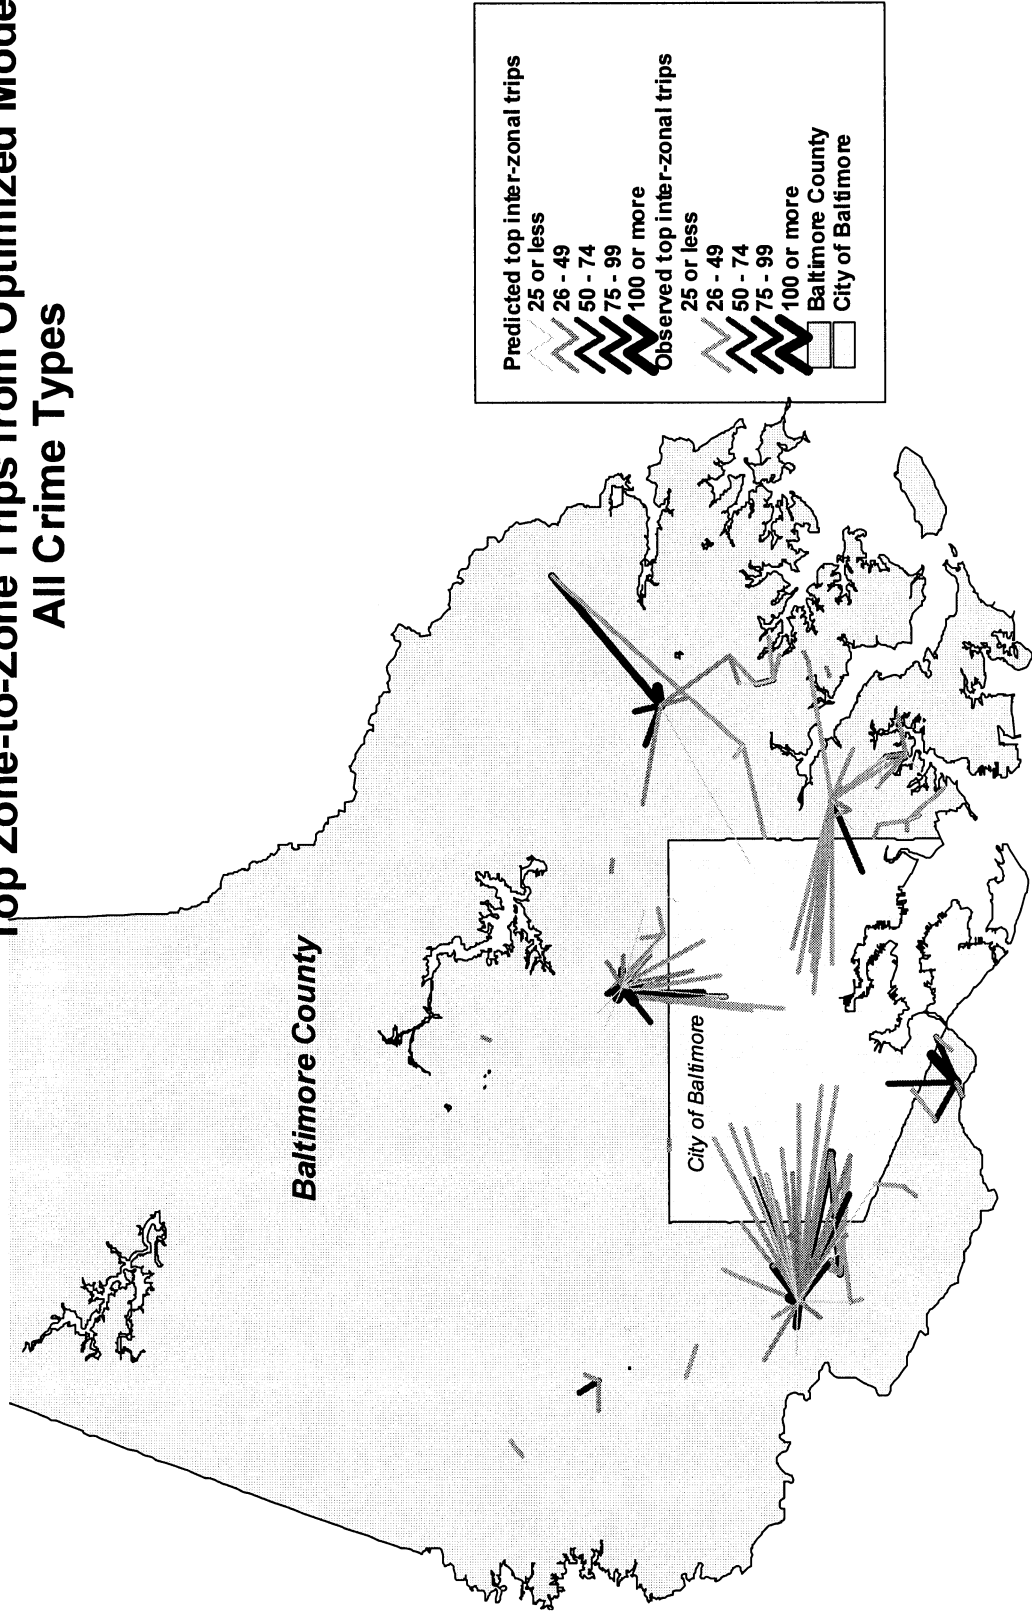 Top Zone-to-Zone Trips from Optimized Mode
All Crime Types
Baltimore County
City of Baltimore
Predicted top inter-zonal trips
25 or less
26 - 49
50 - 74
75 - 99
100 or more
Observed top inter-zonal trips
25 or less
26 - 49
50 - 74
75 - 99
100 or more
Baltimore County
City of Baltimore